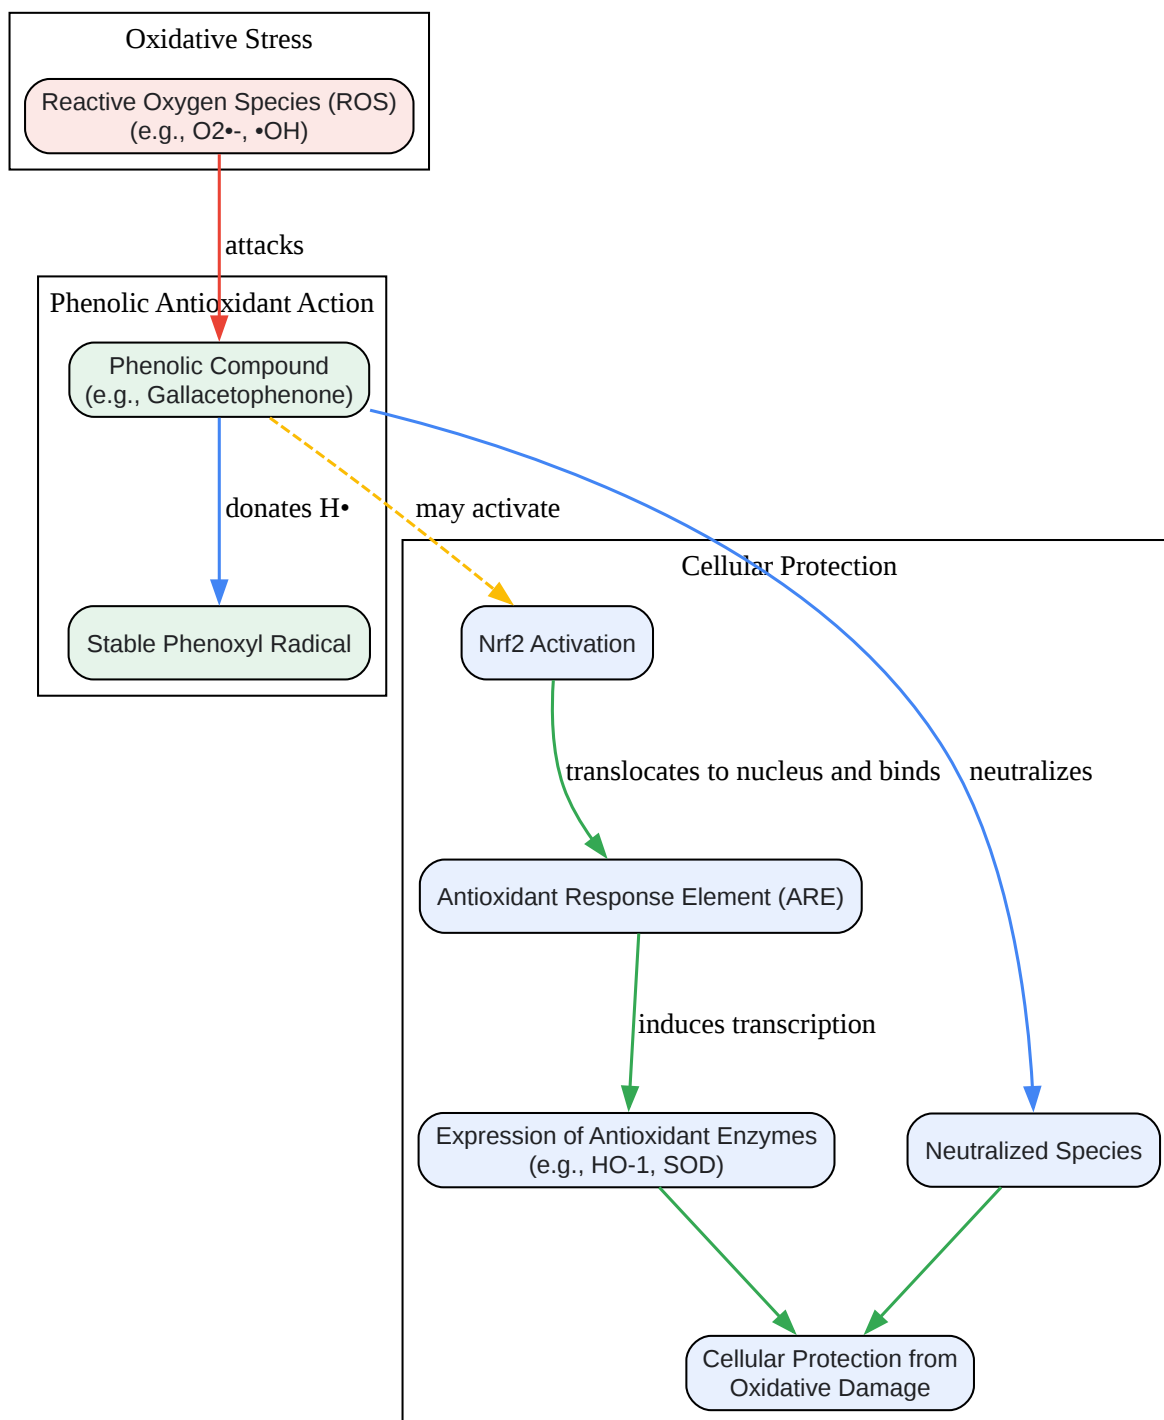 Oxidative Stress
Reactive Oxygen Species (ROS)
(e.g., O2•-, •OH)
attacks
Phenolic Antioxidant Action
Phenolic Compound
(e.g., Gallacetophenone)
donates H•
may activate
Cellular Protection
Stable Phenoxyl Radical
Nrf2 Activation
translocates to nucleus and binds
neutralizes
Antioxidant Response Element (ARE)
induces transcription
Expression of Antioxidant Enzymes
(e.g., HO-1, SOD)
Neutralized Species
Cellular Protection from
Oxidative Damage